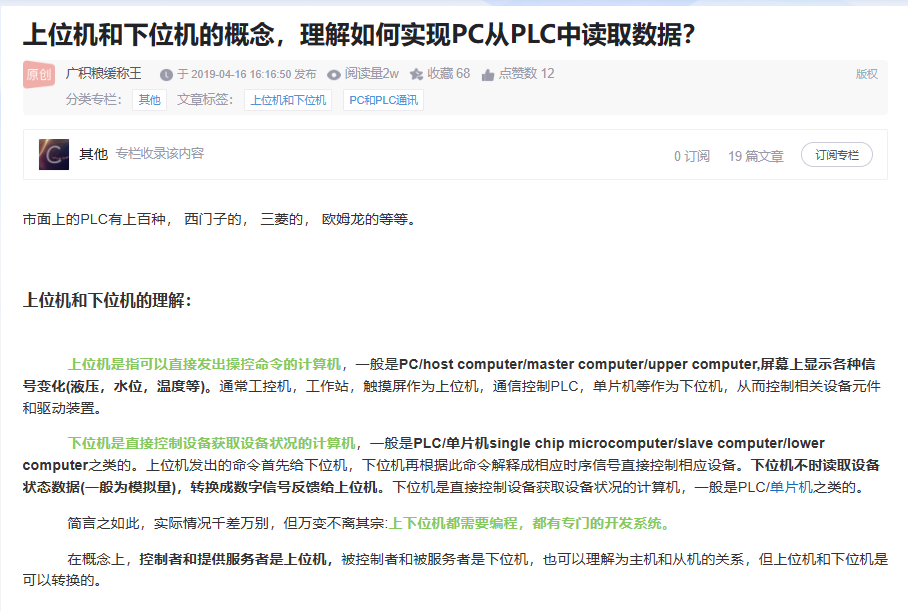 上位机和下位机的概念，理解如何实现PC从PLC中读取数据？
原创 广积粮缓称王 于 2019-04-16 16:16:50 发布 阅读量2w 收藏 68 点赞数 12 版权
分类专栏： 其他 文章标签： 上位机和下位机 PC和PLC通讯
C 其他 专栏收录该内容 0 订阅 19 篇文章 订阅专栏
市面上的PLC有上百种， 西门子的， 三菱的， 欧姆龙的等等。
上位机和下位机的理解：
上位机是指可以直接发出操控命令的计算机，一般是PC/host computer/master computer/upper computer,屏幕上显示各种信
号变化(液压，水位，温度等)。通常工控机，工作站，触摸屏作为上位机，通信控制PLC，单片机等作为下位机，从而控制相关设备元件
和驱动装置。
下位机是直接控制设备获取设备状况的计算机，一般是PLC/单片机single chip microcomputer/slave computer/lower
computer之类的。上位机发出的命令首先给下位机，下位机再根据此命令解释成相应时序信号直接控制相应设备。下位机不时读取设备
状态数据(一般为模拟量)，转换成数字信号反馈给上位机。下位机是直接控制设备获取设备状况的计算机，一般是PLC/单片机之类的。
简言之如此，实际情况千差万别，但万变不离其宗:上下位机都需要编程，都有专门的开发系统。
在概念上，控制者和提供服务者是上位机，被控制者和被服务者是下位机，也可以理解为主机和从机的关系，但上位机和下位机是
可以转换的。